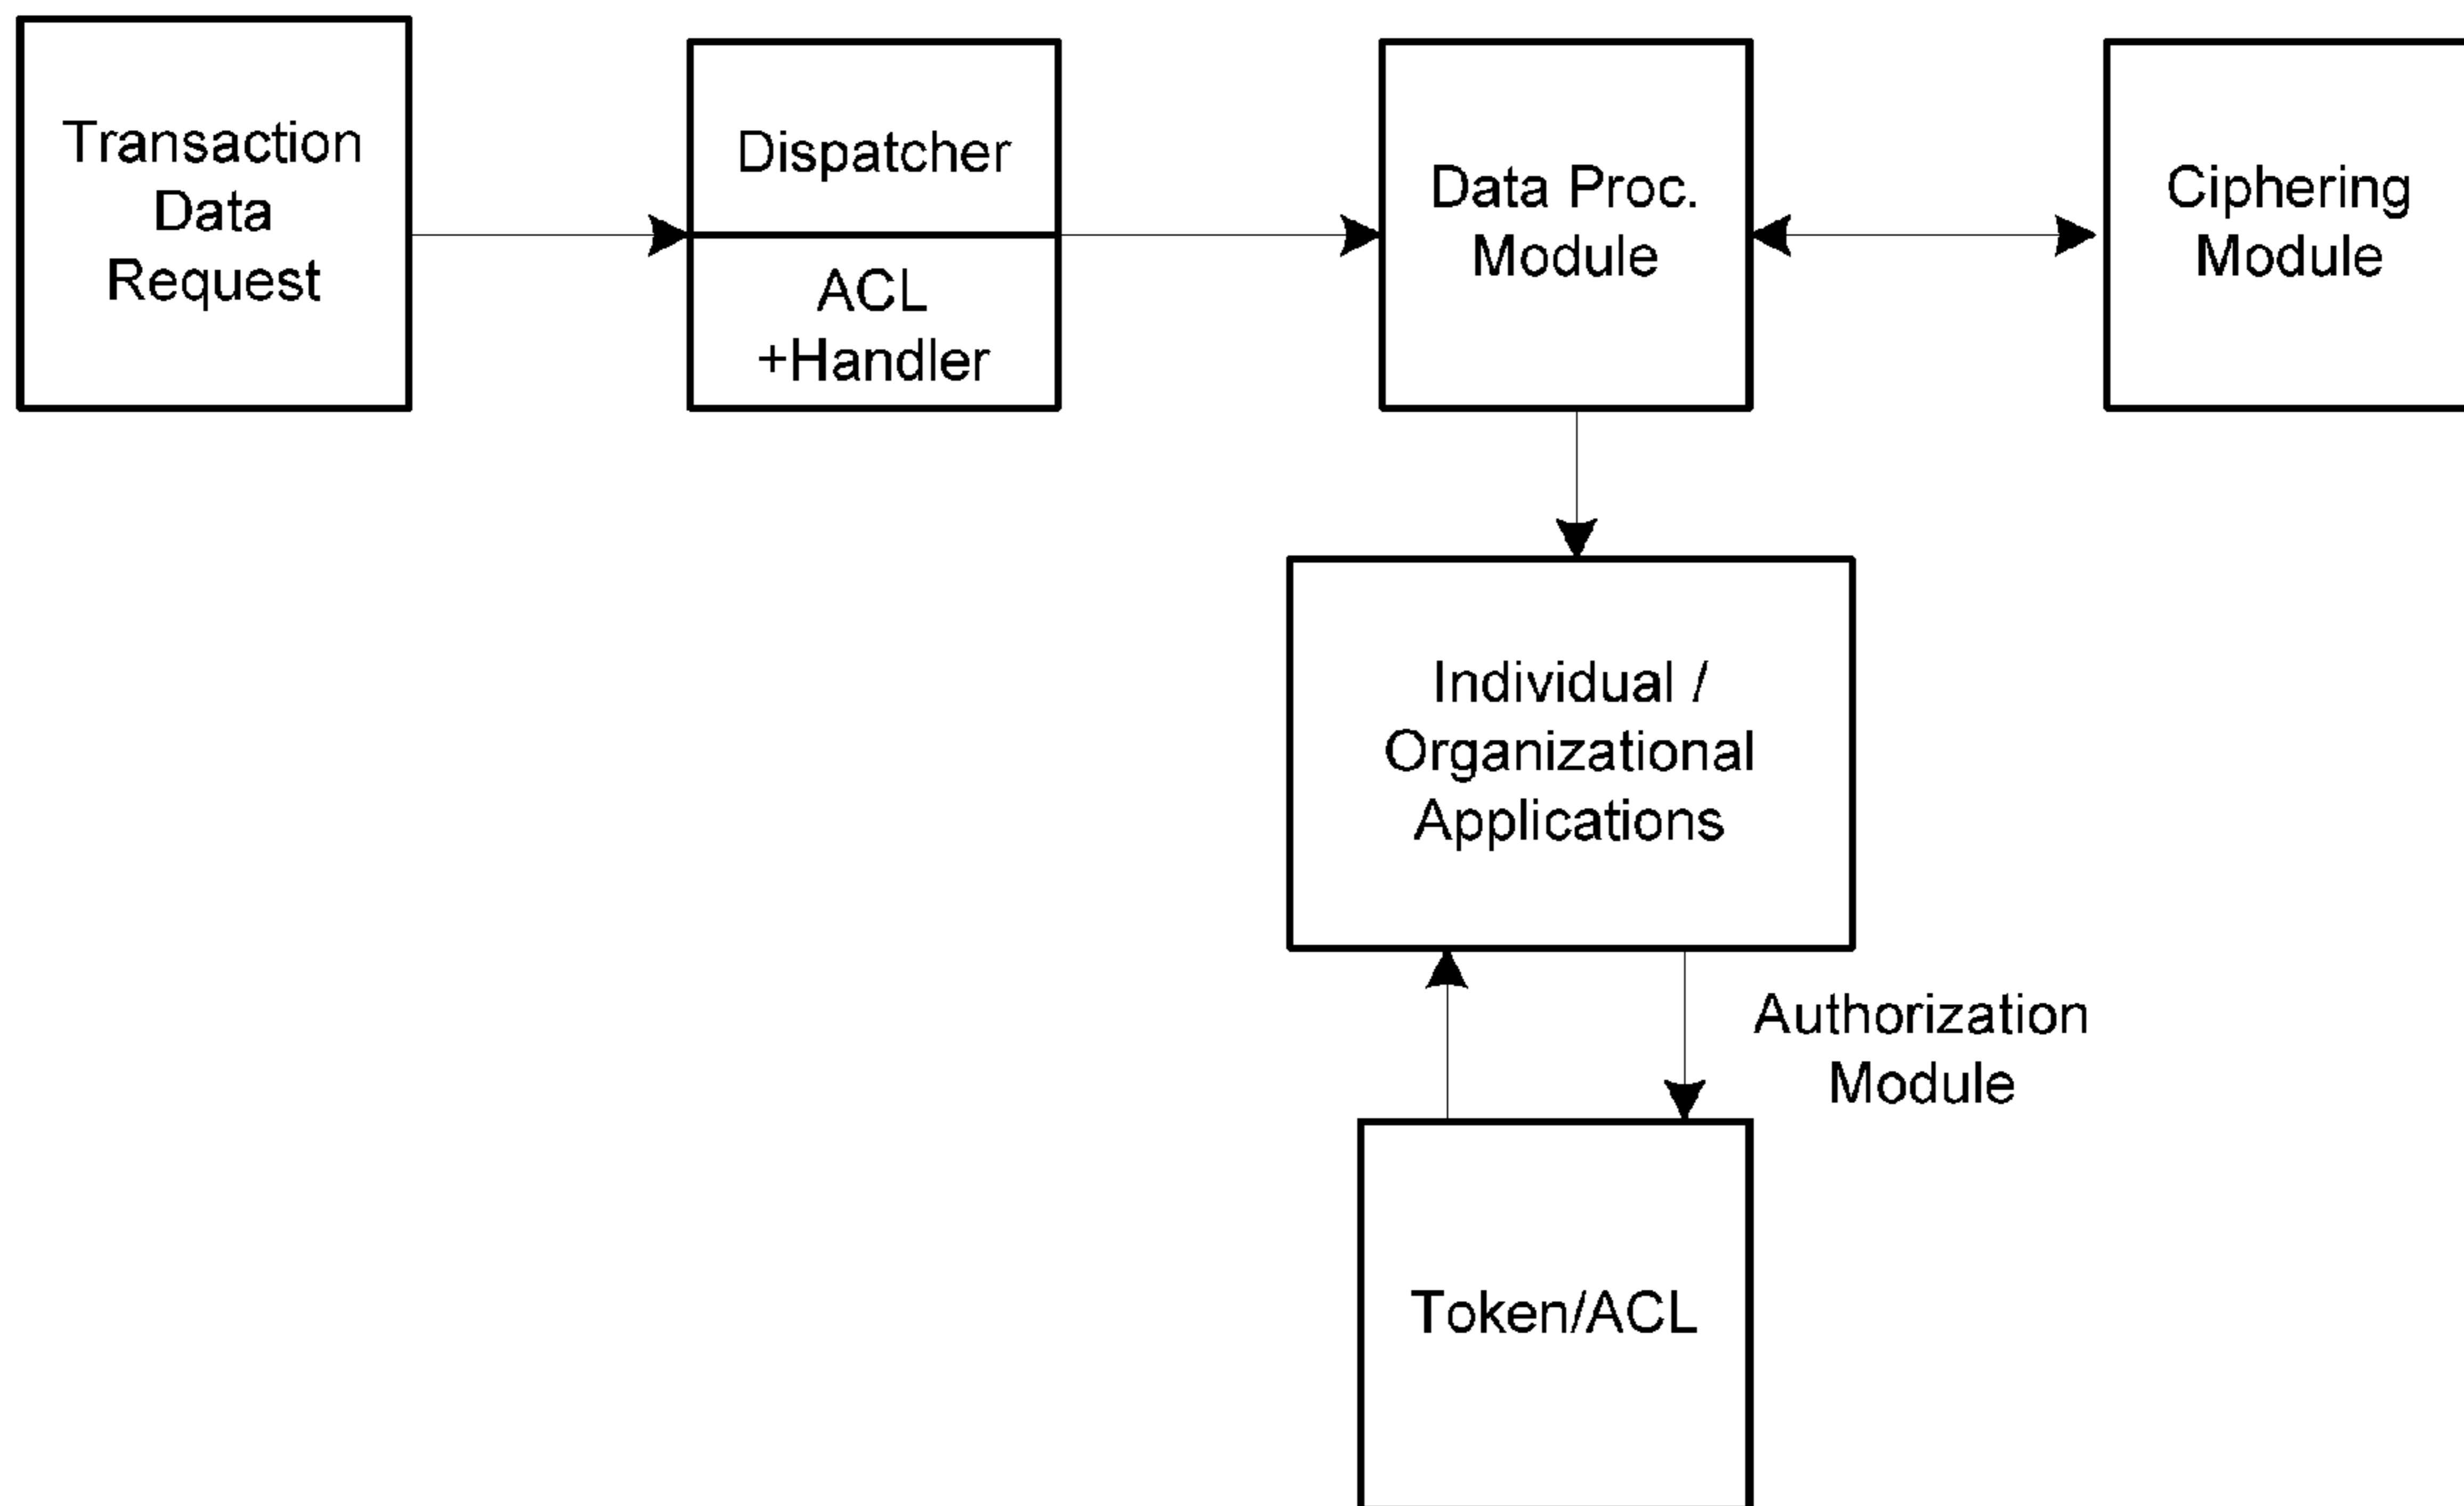 Transaction
Data
Request
Dispatcher
ACL
+Handler
Data Proc.
Module
Ciphering
Module
Individual /
Organizational
Applications
Authorization
Module
Token/ACL